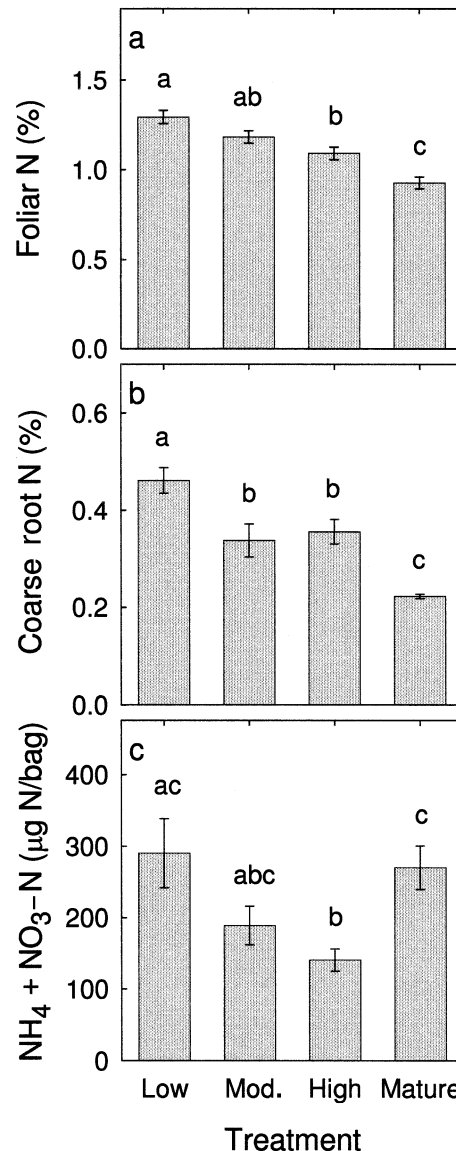 a
Foliar N (%)
1.5
1.0
0.5
0.0
a
ab
b
c
b
Coarse root N (%)
0.6
0.4
0.2
0.0
a
b
b
c
c
NH₄ + NO₃–N (μg N/bag)
400
300
200
100
0
ac
abc
b
c
Low Mod. High Mature
Treatment